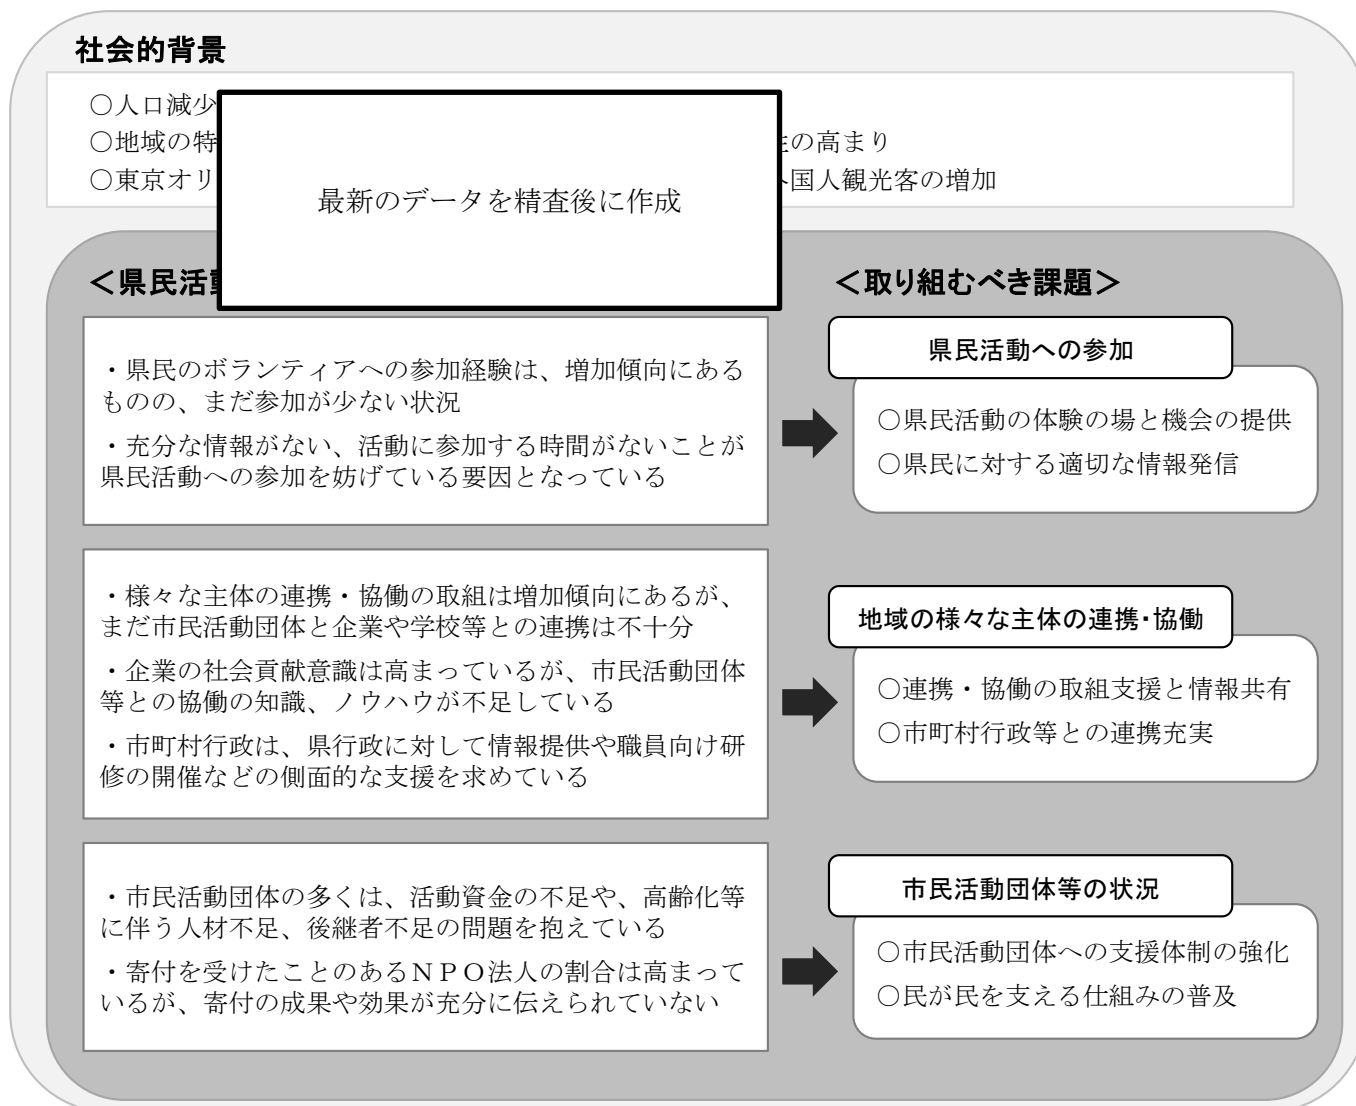 社会的背景
○人口減少
○地域の特
性の高まり
○東京オリ
外国人観光客の増加
最新のデータを精査後に作成
＜県民活動
＜取り組むべき課題＞
・県民のボランティアへの参加経験は、増加傾向にある
ものの、まだ参加が少ない状況
・充分な情報がない、活動に参加する時間がないことが
県民活動への参加を妨げている要因となっている
県民活動への参加
○県民活動の体験の場と機会の提供
○県民に対する適切な情報発信
・様々な主体の連携・協働の取組は増加傾向にあるが、
まだ市民活動団体と企業や学校等との連携は不十分
・企業の社会貢献意識は高まっているが、市民活動団体
等との協働の知識、ノウハウが不足している
・市町村行政は、県行政に対して情報提供や職員向け研
修の開催などの側面的な支援を求めている
地域の様々な主体の連携・協働
○連携・協働の取組支援と情報共有
○市町村行政等との連携充実
・市民活動団体の多くは、活動資金の不足や、高齢化等
に伴う人材不足、後継者不足の問題を抱えている
・寄付を受けたことのあるＮＰＯ法人の割合は高まって
いるが、寄付の成果や効果が充分に伝えられていない
市民活動団体等の状況
○市民活動団体への支援体制の強化
○民が民を支える仕組みの普及